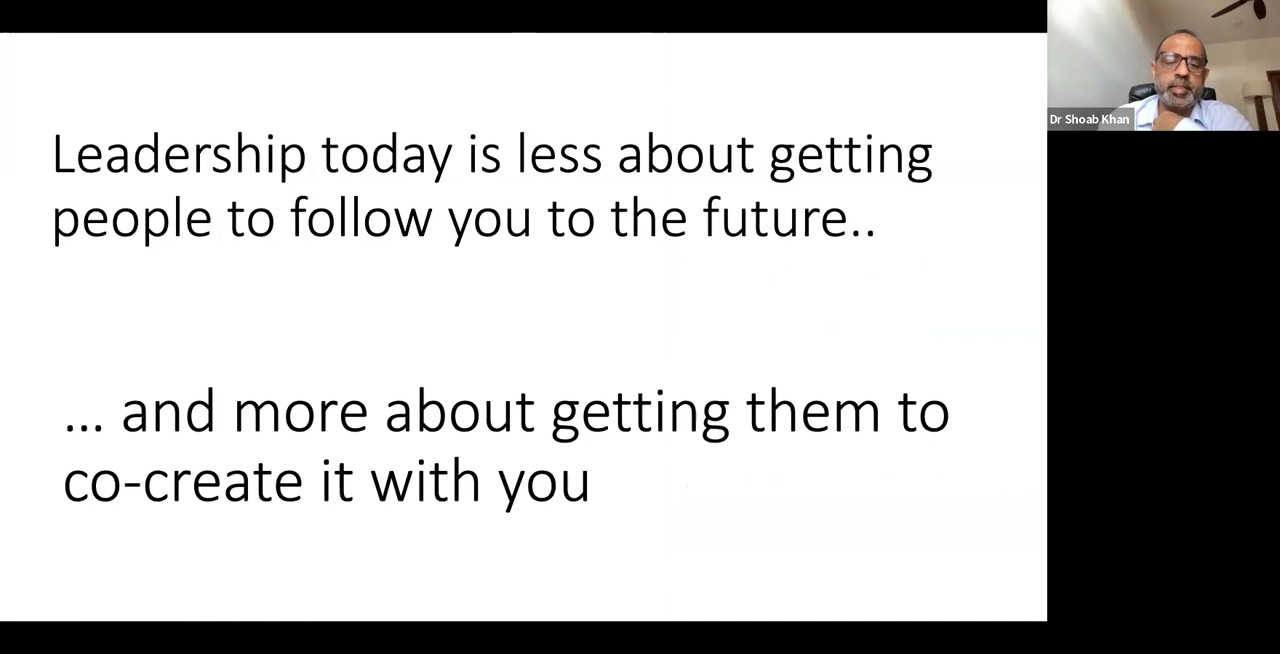 Leadership today is less about getting
people to follow you to the future..
... and more about getting them to
co-create it with you
Dr Shoab Khan